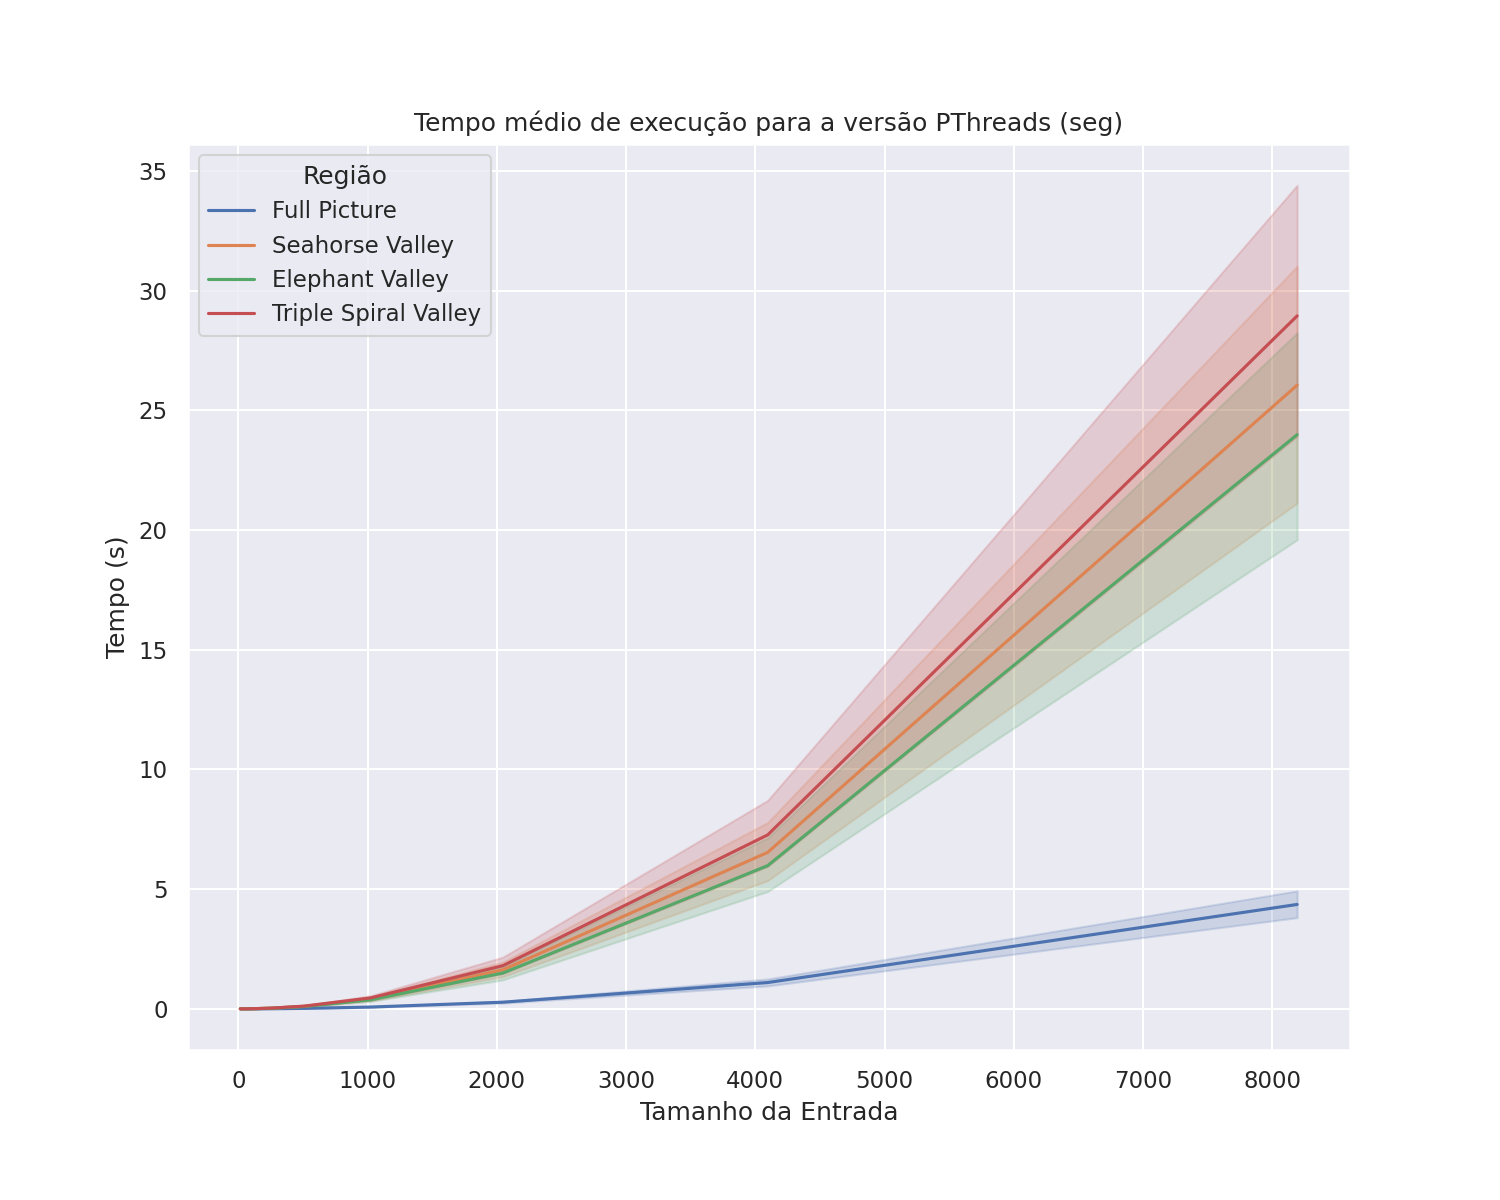 Tempo médio de execução para a versão PThreads (seg)
Região
Full Picture
Seahorse Valley
Elephant Valley
Triple Spiral Valley
Tempo (s)
35
30
25
20
15
10
5
0
0 1000 2000 3000 4000 5000 6000 7000 8000
Tamanho da Entrada